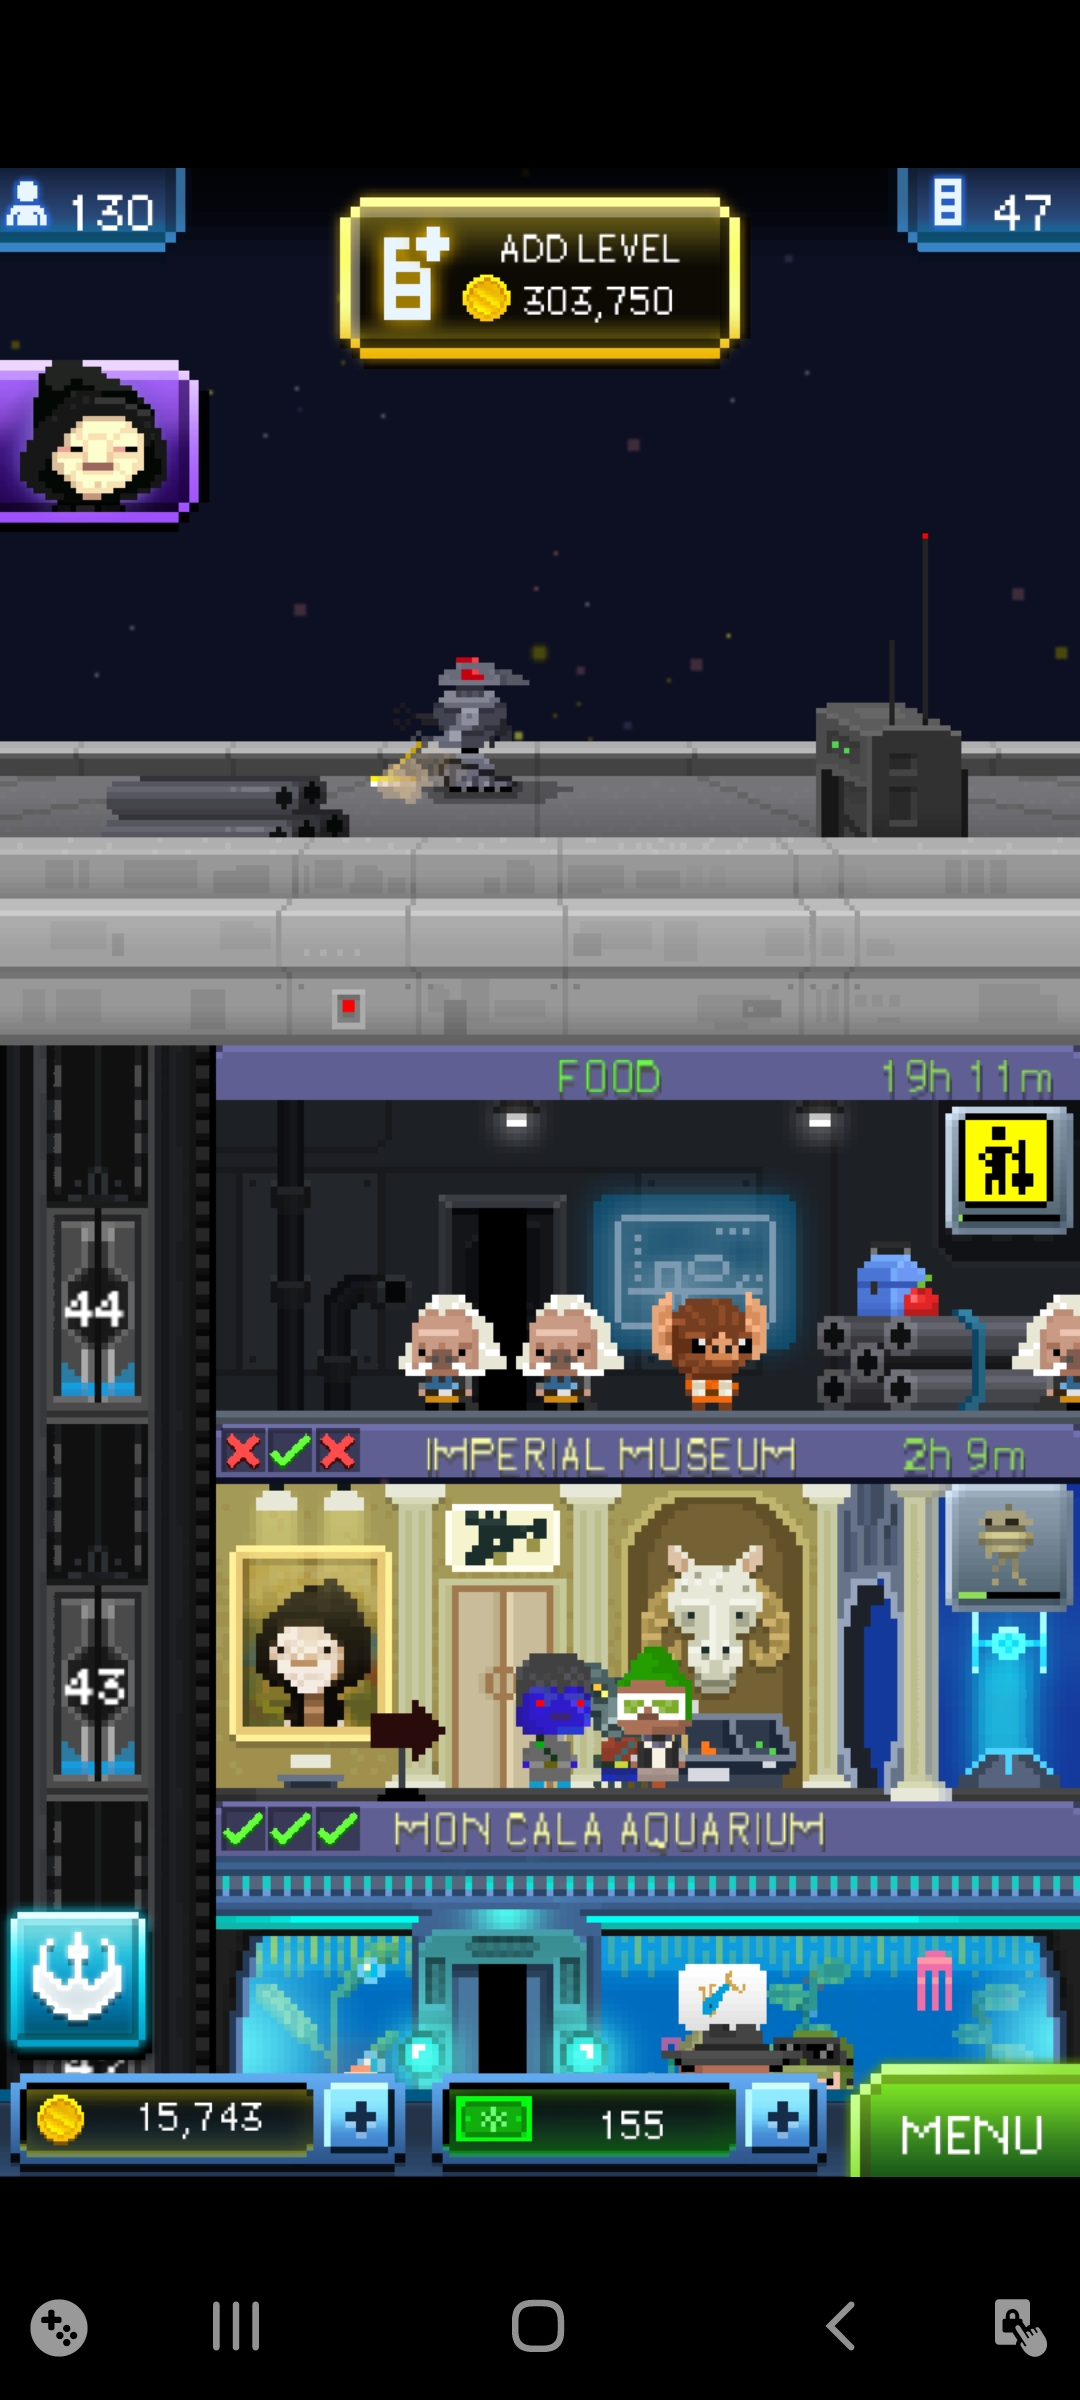 130
47
ADD LEVEL
303,750
FOOD
19h 11m
44
IMPERIAL MUSEUM
2h 9m
43
MON CALA AQUARIUM
15,743
155
MENU